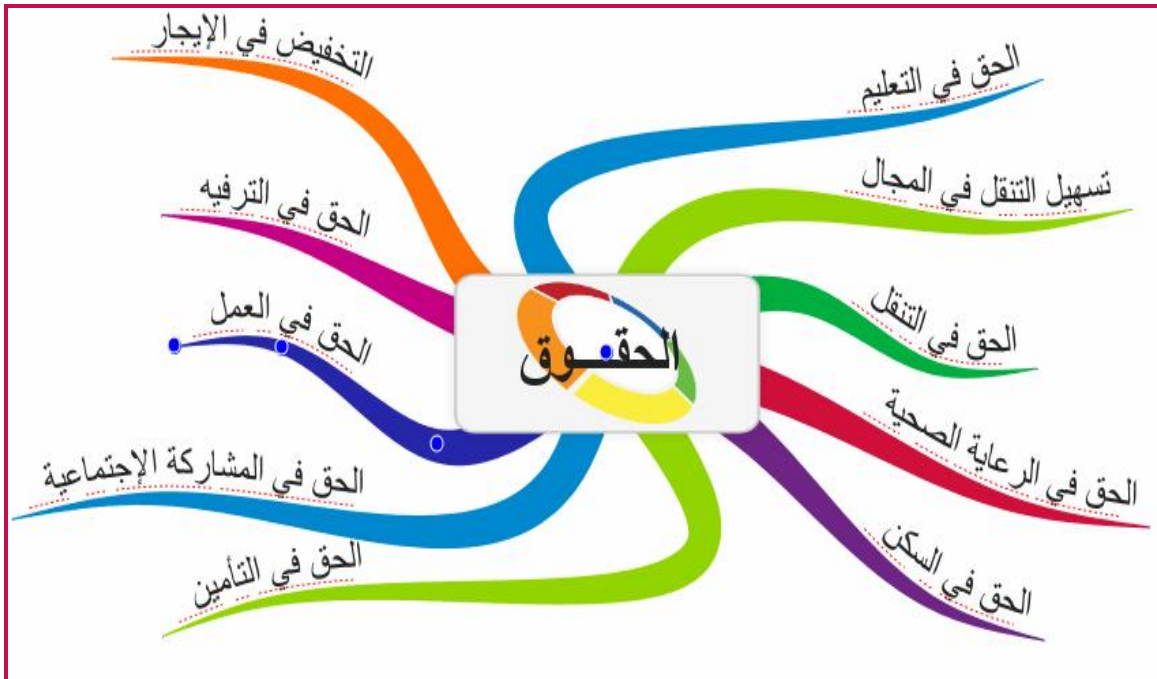 الحقـــوق
الحق في التعليم
تسهيل التنقل في المجال
الحق في التنقل
الحق في الرعاية الصحية
الحق في السكن
التخفيض في الإيجار
الحق في الترفيه
الحق في العمل
الحق في المشاركة الإجتماعية
الحق في التأمين